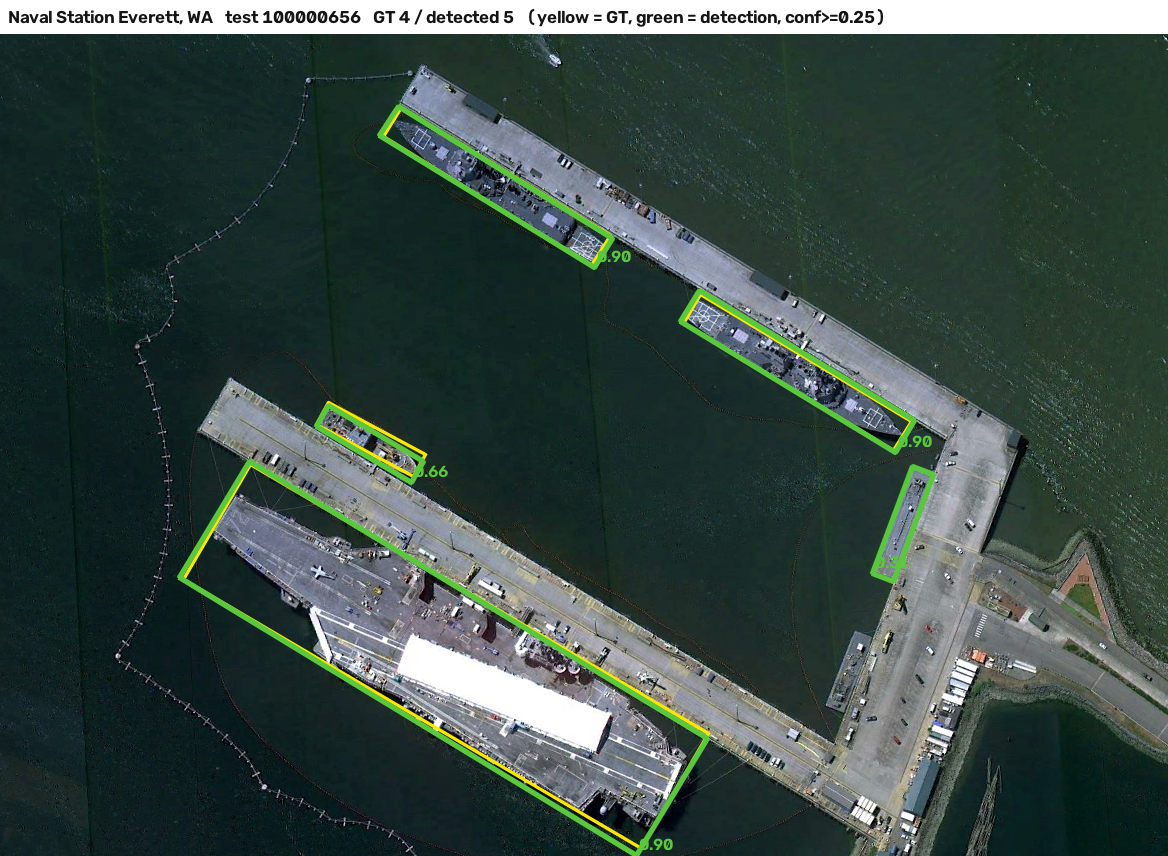 Naval Station Everett, WA   test 100000656   GT 4 / detected 5   (yellow = GT, green = detection, conf>=0.25)
0.90
0.90
0.66
0.90